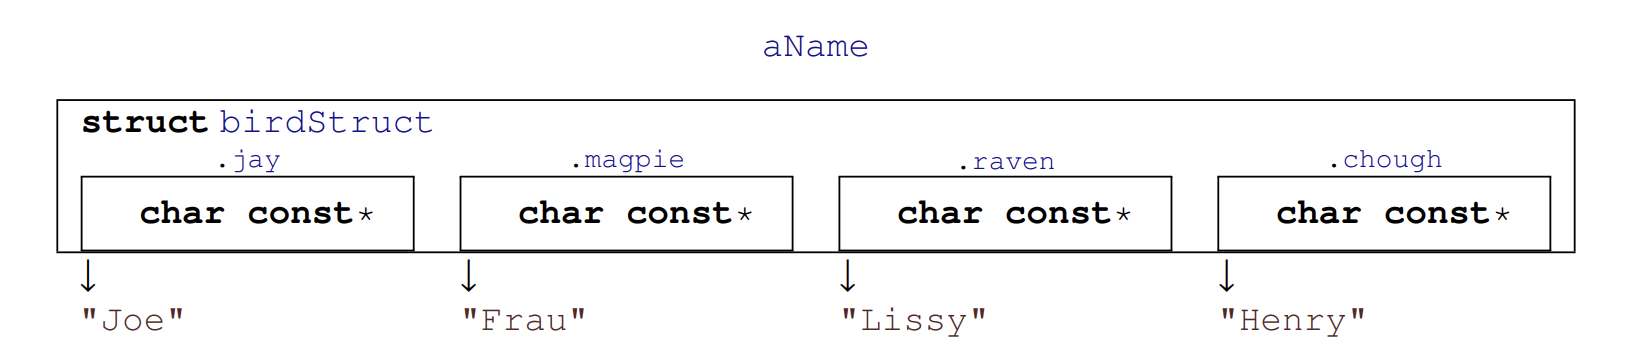 aName
struct birdStruct
.jay .magpie .raven .chough
char const* char const* char const* char const*
↓ ↓ ↓ ↓
"Joe" "Frau" "Lissy" "Henry"